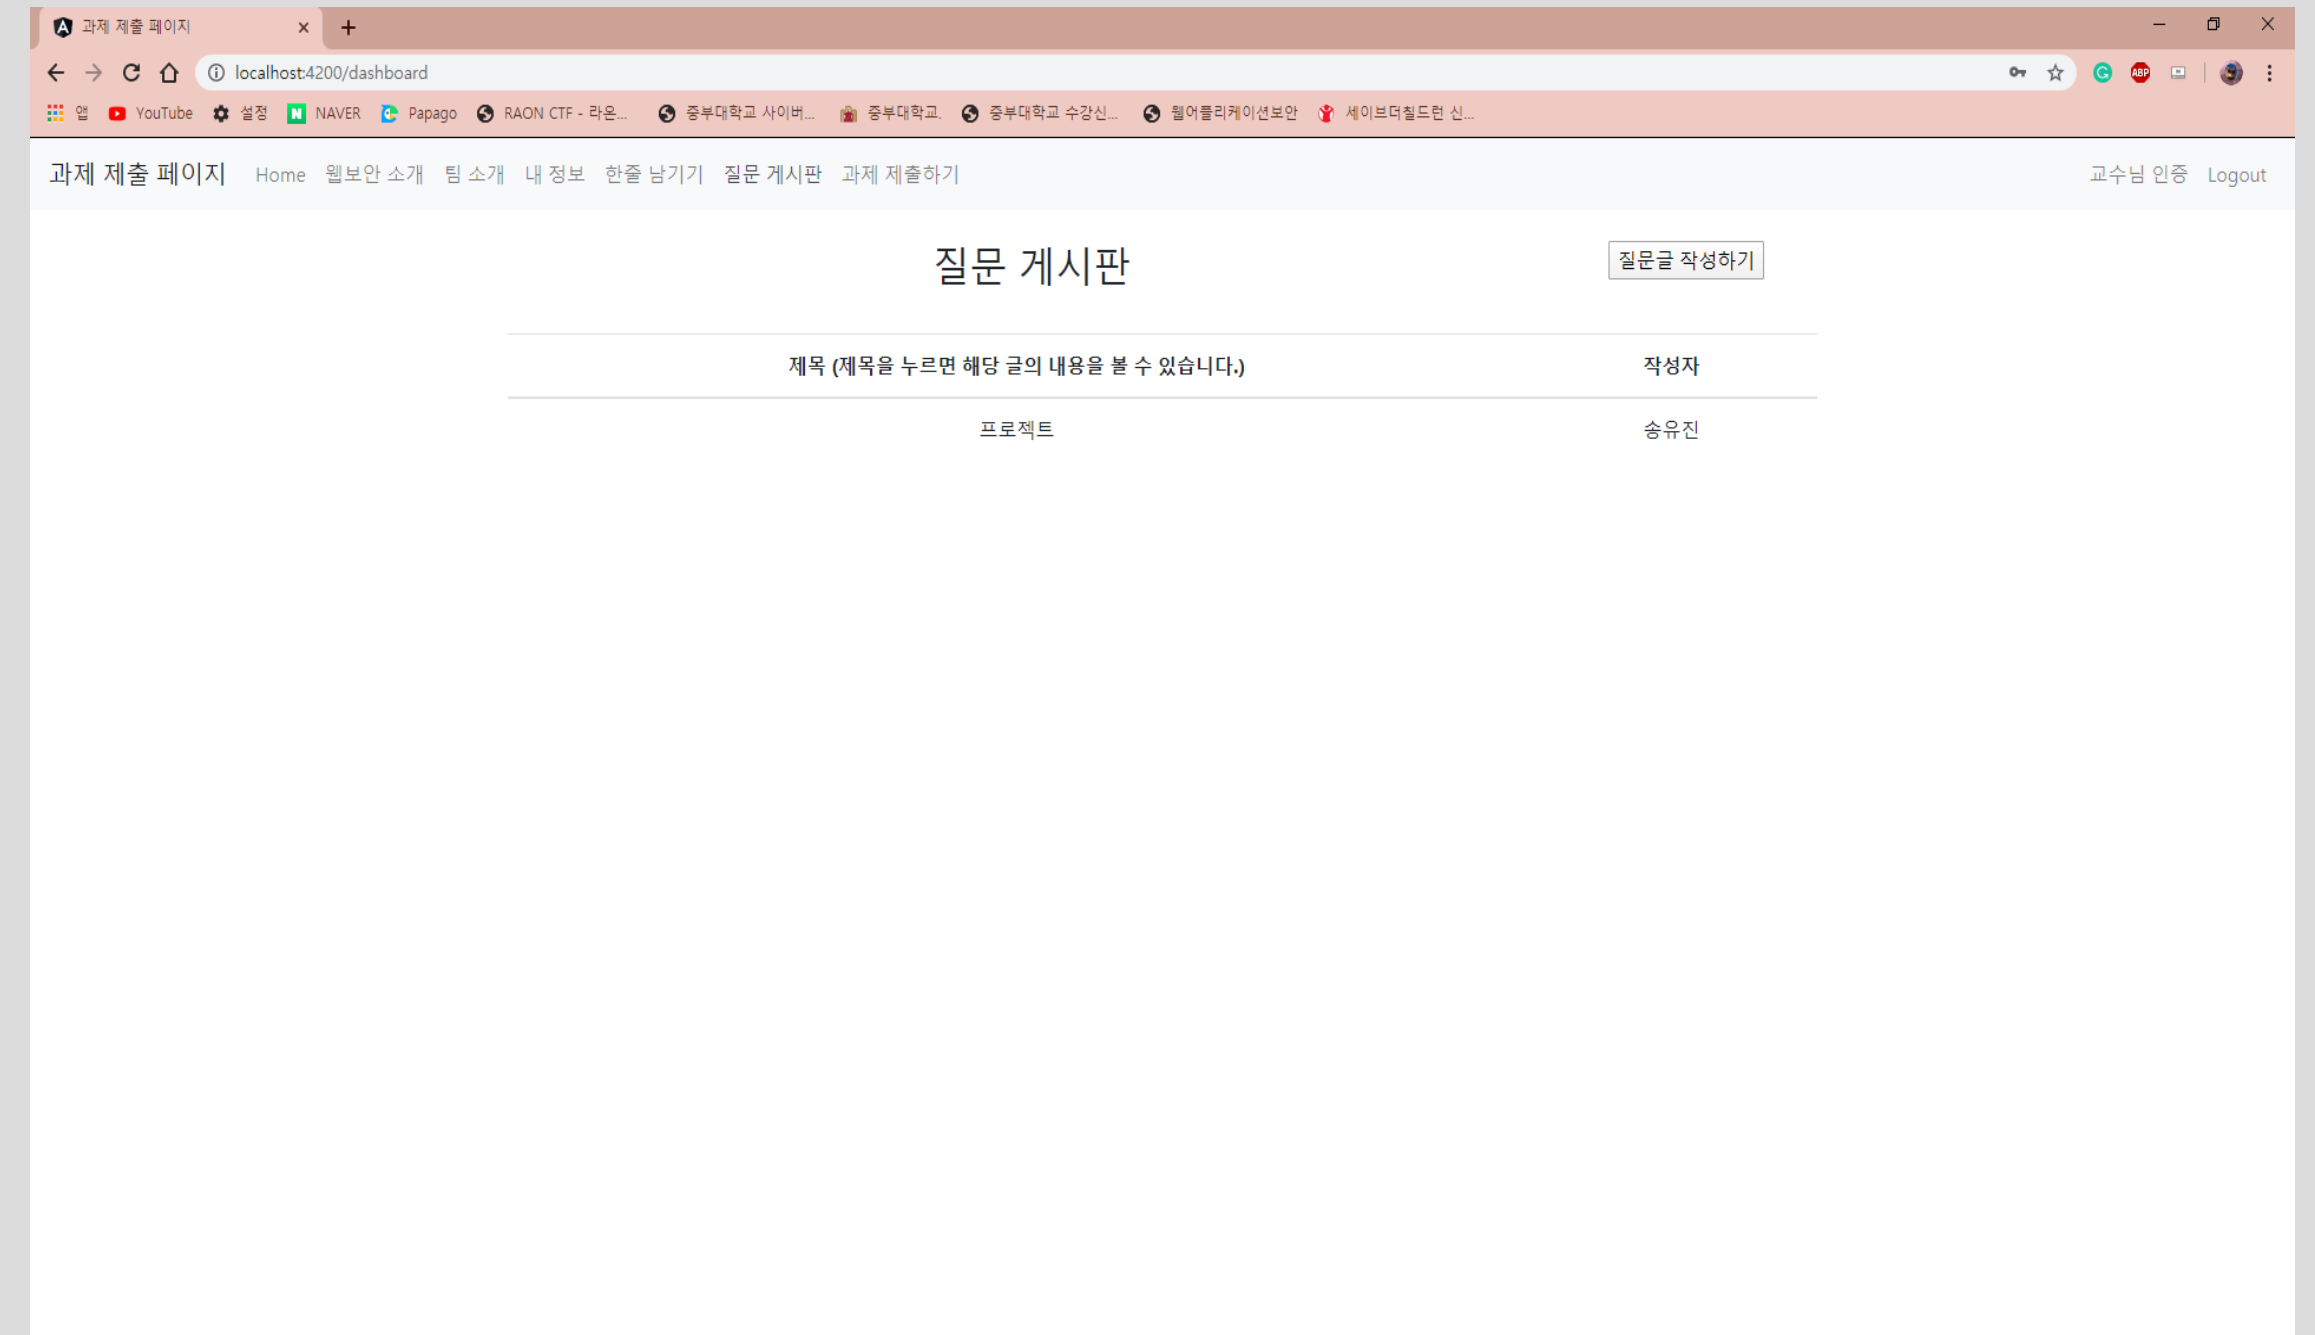 과제 제출 페이지
localhost:4200/dashboard
앱 YouTube 설정 NAVER Papago RAON CTF - 라온... 중부대학교 사이버... 중부대학교. 중부대학교 수강신... 웹어플리케이션보안 세이브더칠드런 신...
과제 제출 페이지 Home 웹보안 소개 팀 소개 내 정보 한줄 남기기 질문 게시판 과제 제출하기 교수님 인증 Logout
질문 게시판 질문글 작성하기
제목 (제목을 누르면 해당 글의 내용을 볼 수 있습니다.) 작성자
프로젝트 송유진